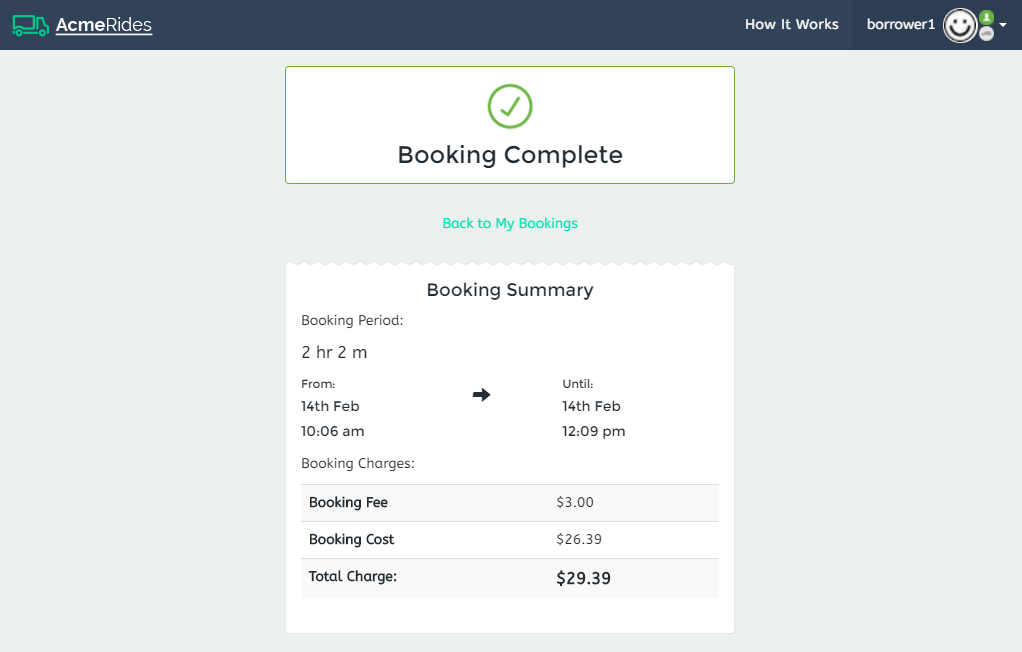 AcmeRides
How It Works
borrower1
Booking Complete
Back to My Bookings
Booking Summary
Booking Period:
2 hr 2 m
From:
Until:
14th Feb
14th Feb
10:06 am
12:09 pm
Booking Charges:
Booking Fee $3.00
Booking Cost $26.39
Total Charge: $29.39